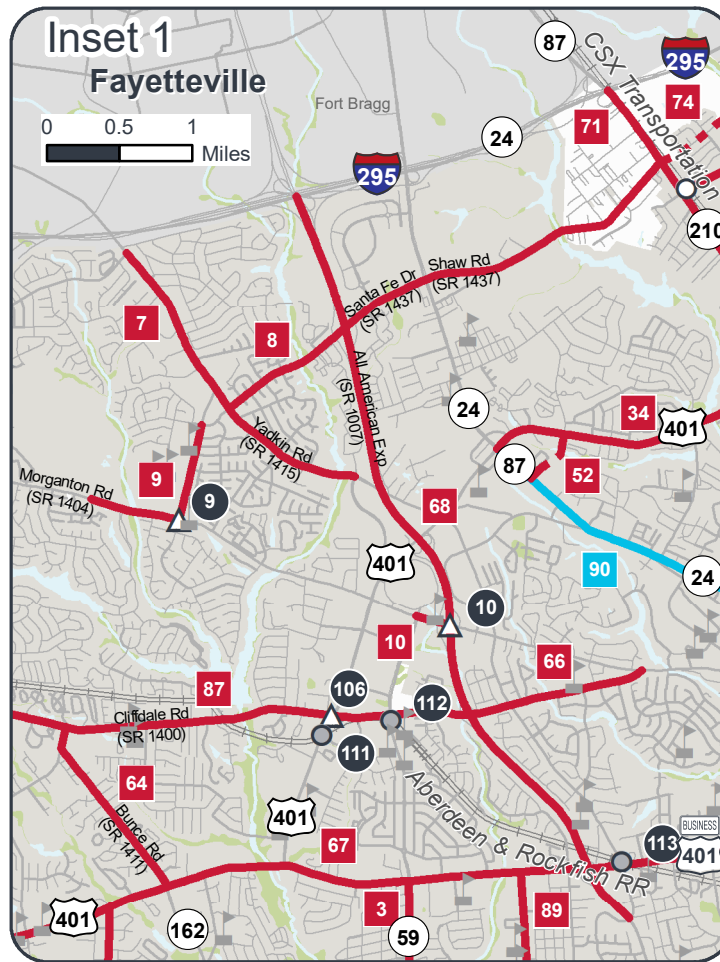 Inset 1
Fayetteville
0 0.5 1
Miles
Fort Bragg
87
CSX Transportation
295
74
71
24
295
210
Santa Fe Dr
(SR 1437)
Shaw Rd
(SR 1437)
7
8
All American Exp
(SR 1007)
24
34
401
Yadkin Rd
(SR 1415)
87
52
9
9
Morganton Rd
(SR 1404)
68
401
90
24
10
10
66
87
106
112
Cliffdale Rd
(SR 1400)
111
64
Bunce Rd
(SR 1411)
401
Aberdeen & Rockfish RR
67
113
BUSINESS
401
401
162
3
59
89